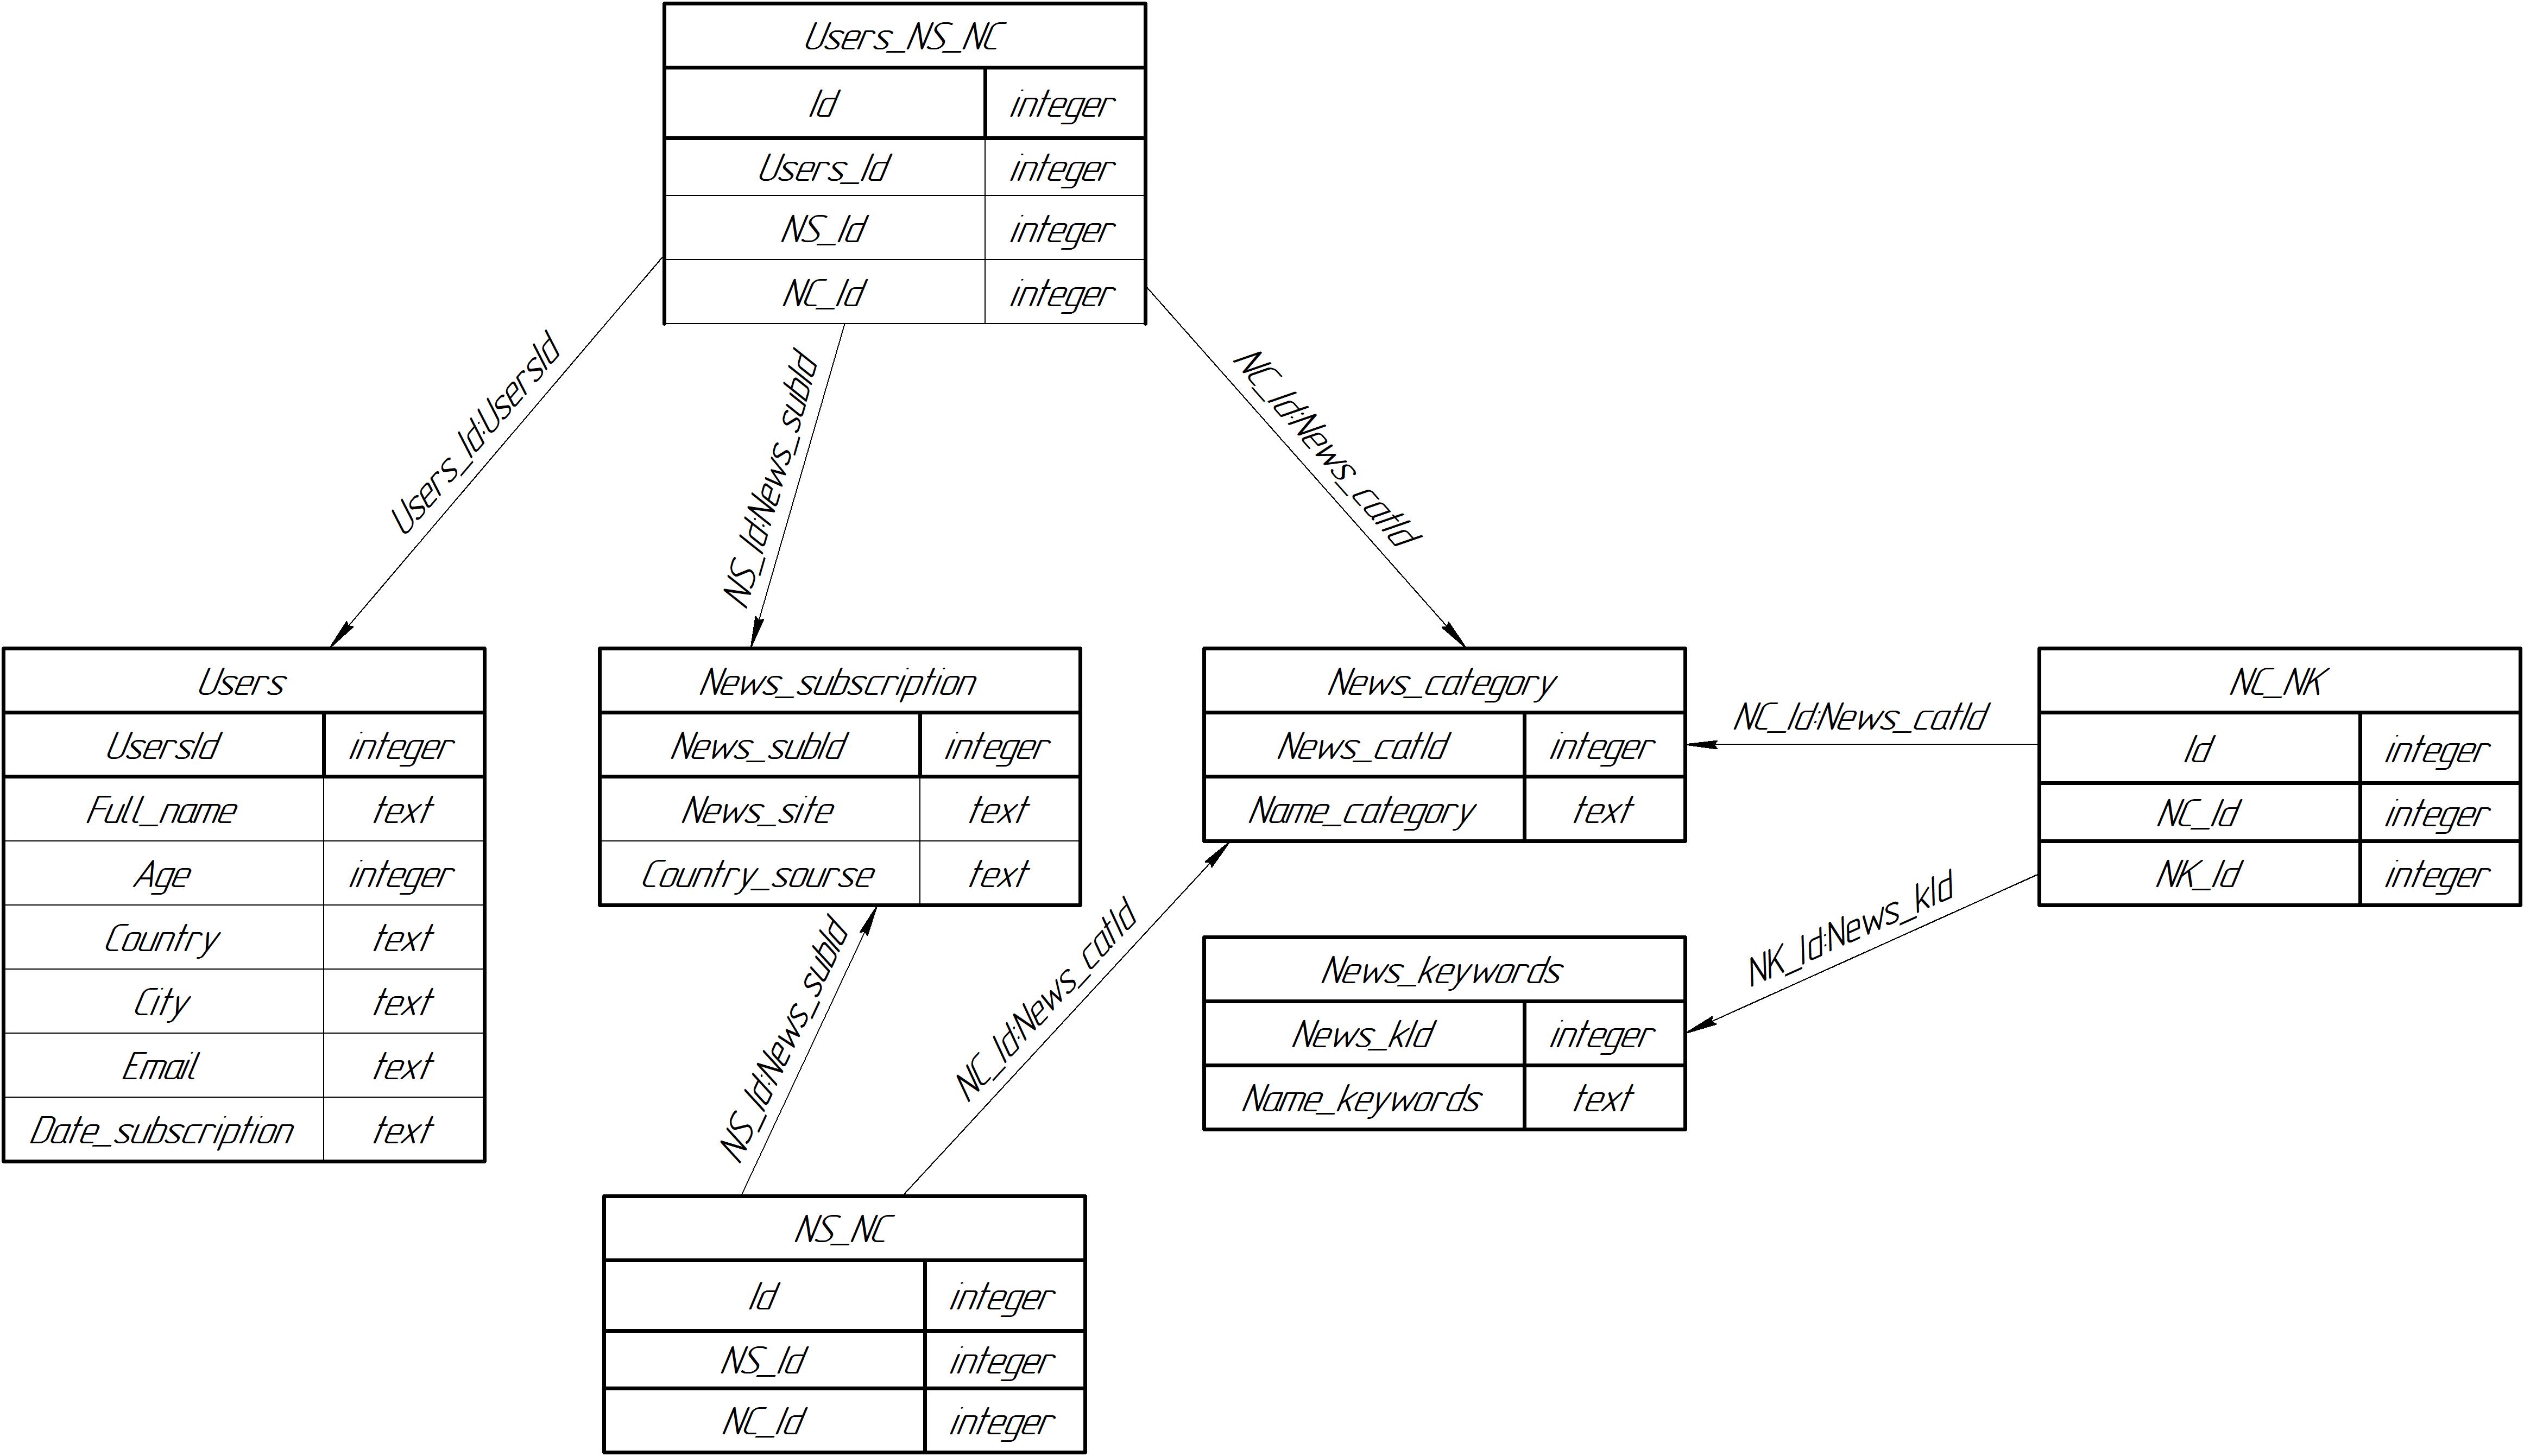 Users_NS_NC
Id integer
Users_Id integer
NS_Id integer
NC_Id integer
Users_Id:UsersId
NS_Id:News_subId
NC_Id:News_catId
Users
UsersId integer
Full_name text
Age integer
Country text
City text
Email text
Date_subscription text
News_subscription
News_subId integer
News_site text
Country_sourse text
News_category
News_catId integer
Name_category text
NC_Id:News_catId
NC_NK
Id integer
NC_Id integer
NK_Id integer
NK_Id:News_kId
News_keywords
News_kId integer
Name_keywords text
NS_Id:News_subId
NC_Id:News_catId
NS_NC
Id integer
NS_Id integer
NC_Id integer